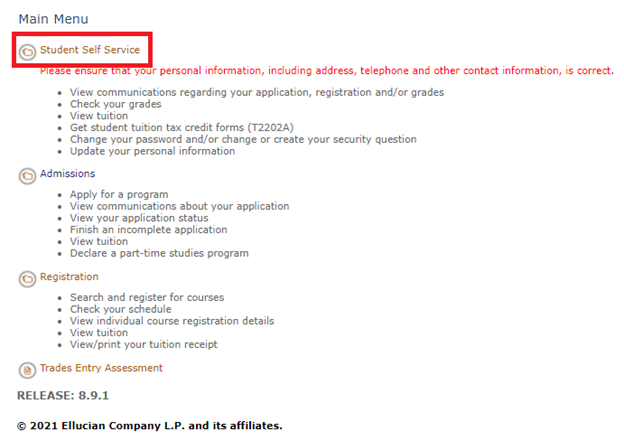 Main Menu
Student Self Service
Please ensure that your personal information, including address, telephone and other contact information, is correct.
• View communications regarding your application, registration and/or grades
• Check your grades
• View tuition
• Get student tuition tax credit forms (T2202A)
• Change your password and/or change or create your security question
• Update your personal information
Admissions
• Apply for a program
• View communications about your application
• View your application status
• Finish an incomplete application
• View tuition
• Declare a part-time studies program
Registration
• Search and register for courses
• Check your schedule
• View individual course registration details
• View tuition
• View/print your tuition receipt
Trades Entry Assessment
RELEASE: 8.9.1
© 2021 Ellucian Company L.P. and its affiliates.